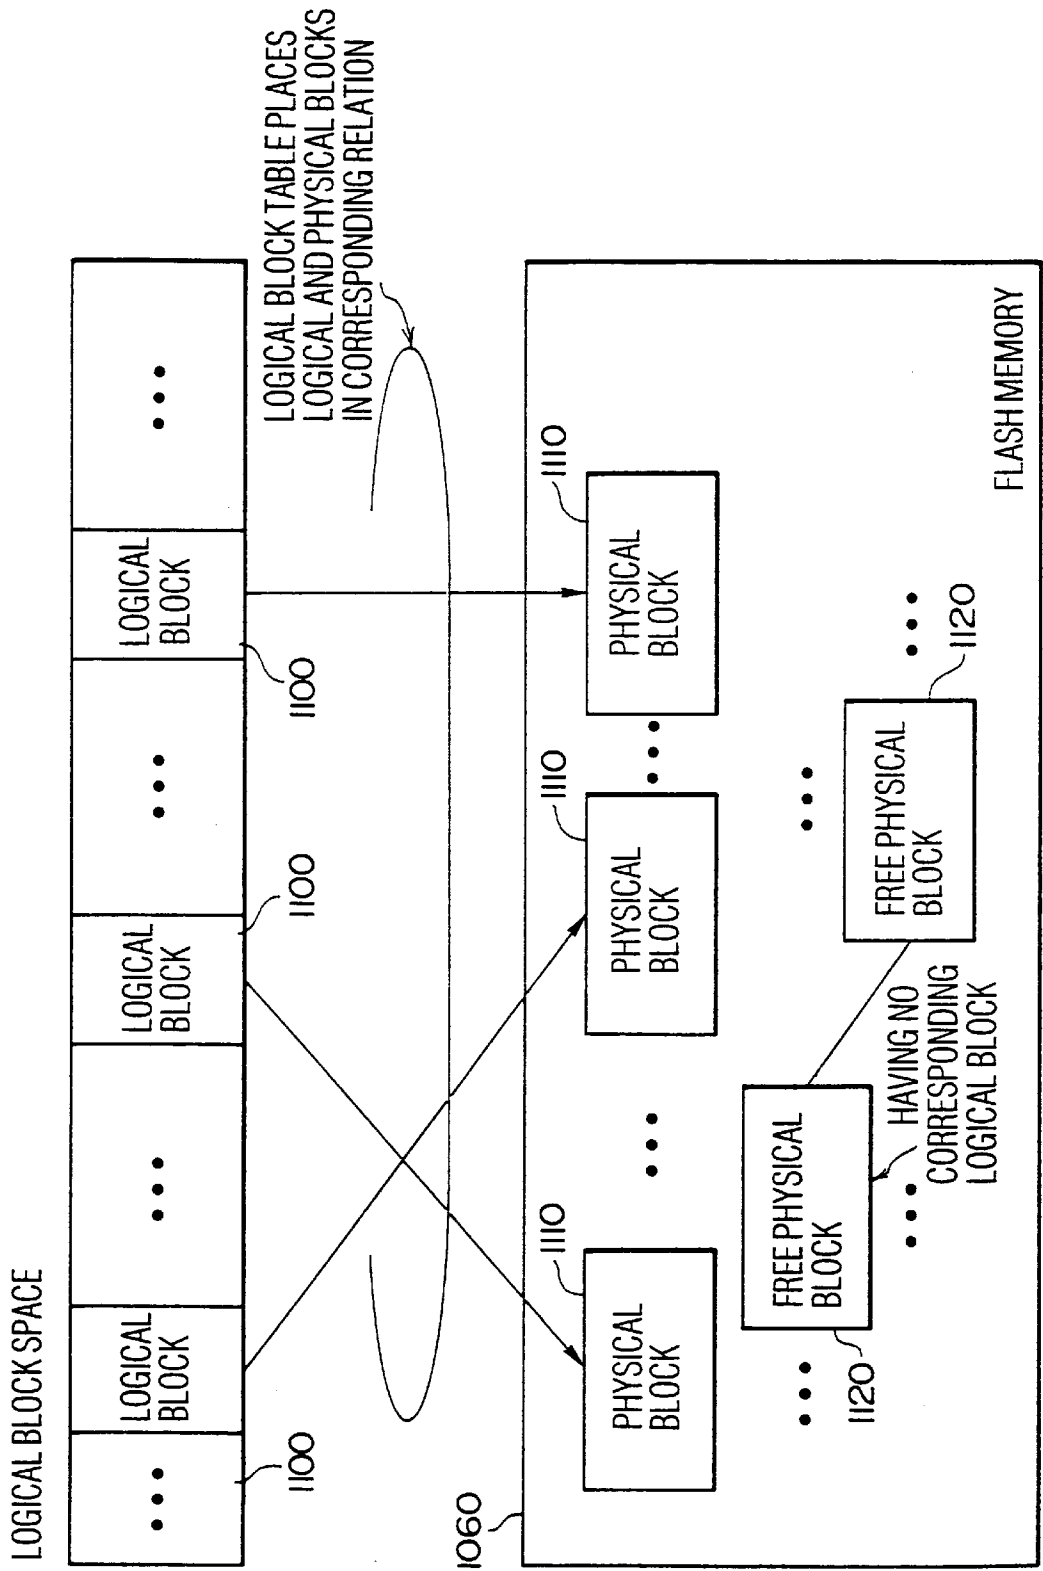 LOGICAL BLOCK SPACE
LOGICAL
BLOCK
LOGICAL
BLOCK
LOGICAL
BLOCK
1100
1100
1100
LOGICAL BLOCK TABLE PLACES
LOGICAL AND PHYSICAL BLOCKS
IN CORRESPONDING RELATION
1060
1110
1110
1110
PHYSICAL
BLOCK
PHYSICAL
BLOCK
PHYSICAL
BLOCK
FREE PHYSICAL
BLOCK
1120
HAVING NO
CORRESPONDING
LOGICAL BLOCK
FREE PHYSICAL
BLOCK
1120
FLASH MEMORY